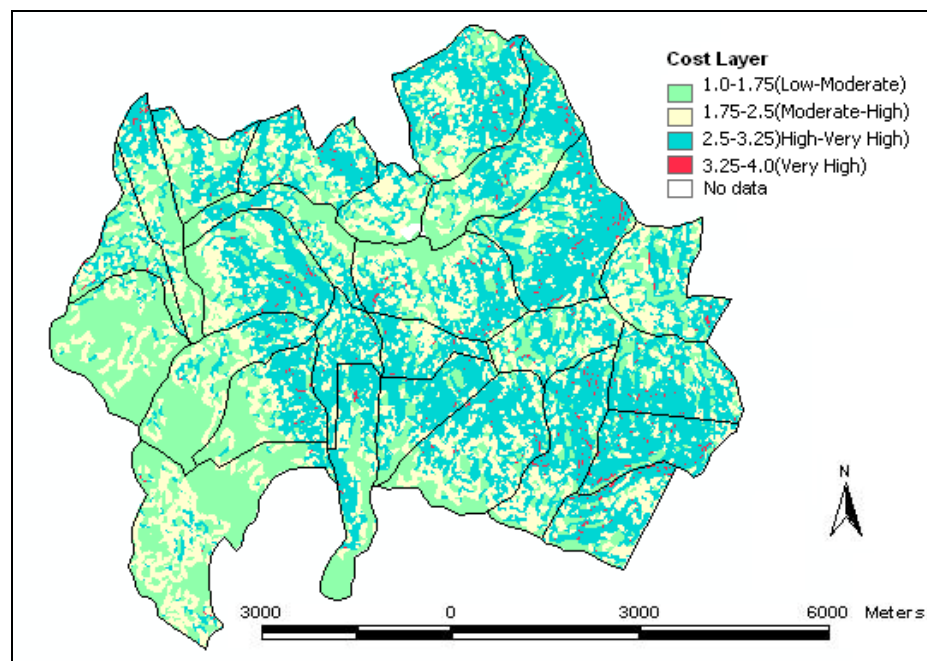 Cost Layer
1.0-1.75(Low-Moderate)
1.75-2.5(Moderate-High)
2.5-3.25(High-Very High)
3.25-4.0(Very High)
No data
N
3000 0 3000 6000 Meters